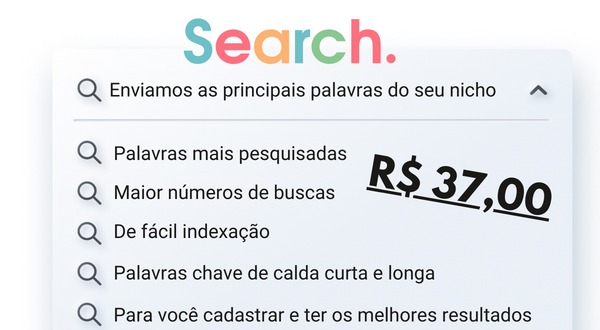 Search.
Enviamos as principais palavras do seu nicho
Palavras mais pesquisadas
R$ 37,00
Maior números de buscas
De fácil indexação
Palavras chave de calda curta e longa
Para você cadastrar e ter os melhores resultados